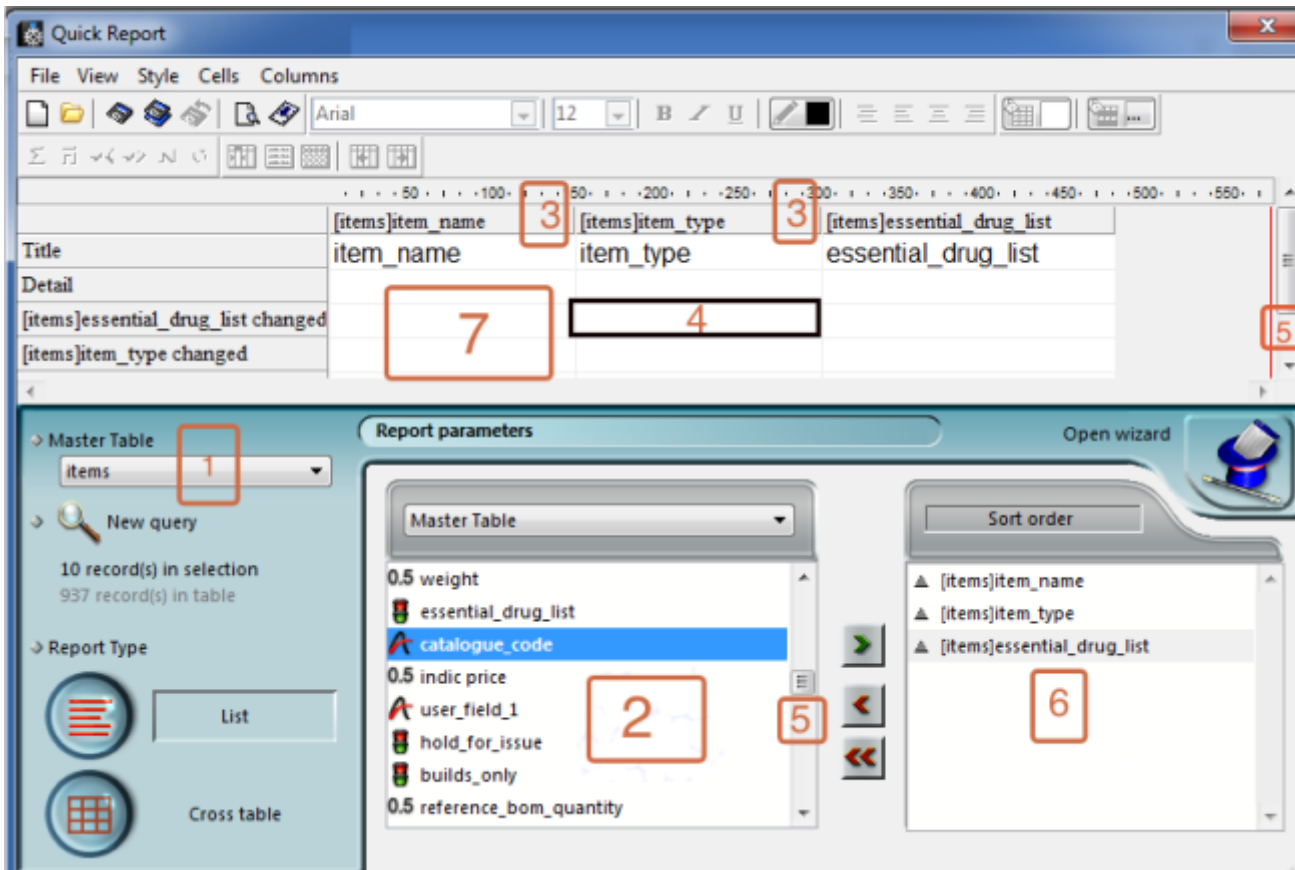 Quick Report
File View Style Cells Columns
Arial 12 B I U
50 100 50 200 250 300 350 400 450 500 550
[items]item_name 3 [items]item_type 3 [items]essential_drug_list
Title item_name item_type essential_drug_list
Detail
[items]essential_drug_list changed 7 4
[items]item_type changed 5
Master Table
items 1
Report parameters
Open wizard
New query
10 record(s) in selection
937 record(s) in table
Report Type
List
Cross table
Master Table
0.5 weight
essential_drug_list
catalogue_code
0.5 indic price
user_field_1
hold_for_issue
builds_only
0.5 reference_bom_quantity
2
5
Sort order
[items]item_name
[items]item_type
[items]essential_drug_list
6